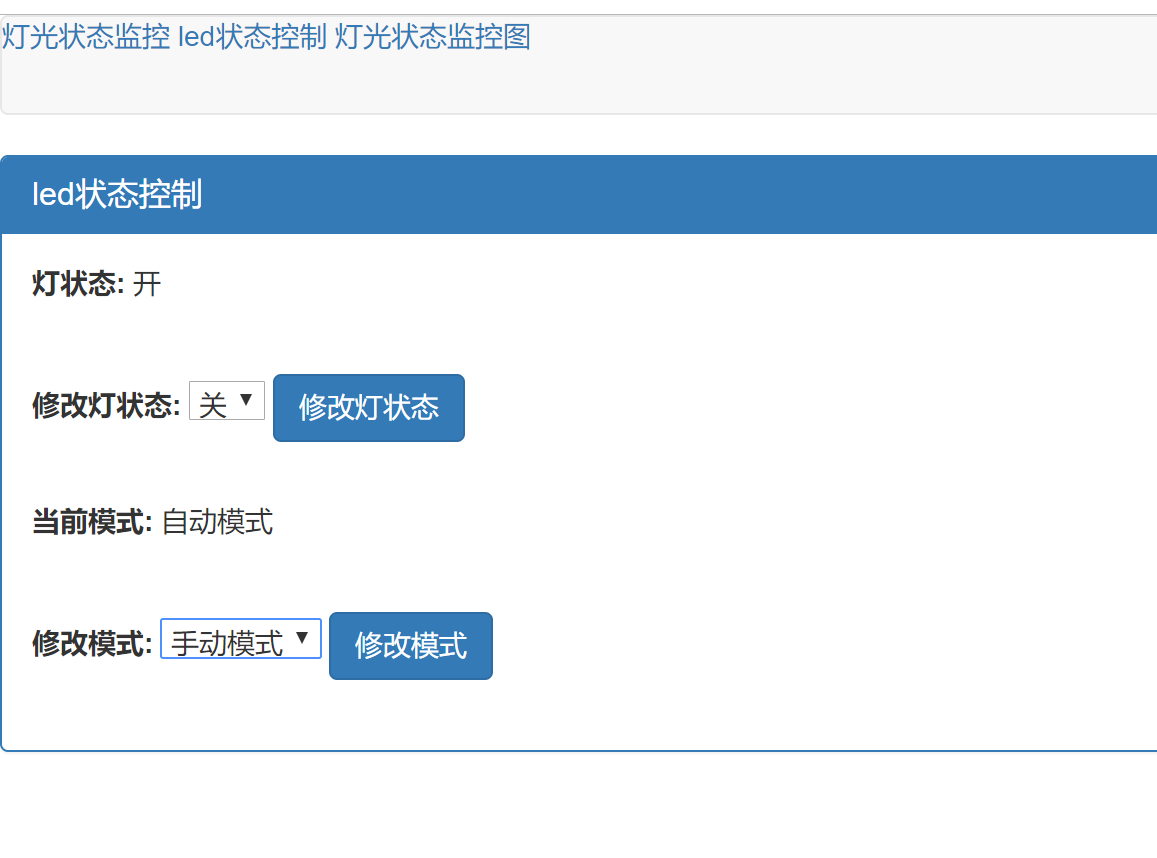 灯光状态监控 led状态控制 灯光状态监控图
led状态控制
灯状态: 开
修改灯状态: 关 修改灯状态
当前模式: 自动模式
修改模式: 手动模式 修改模式